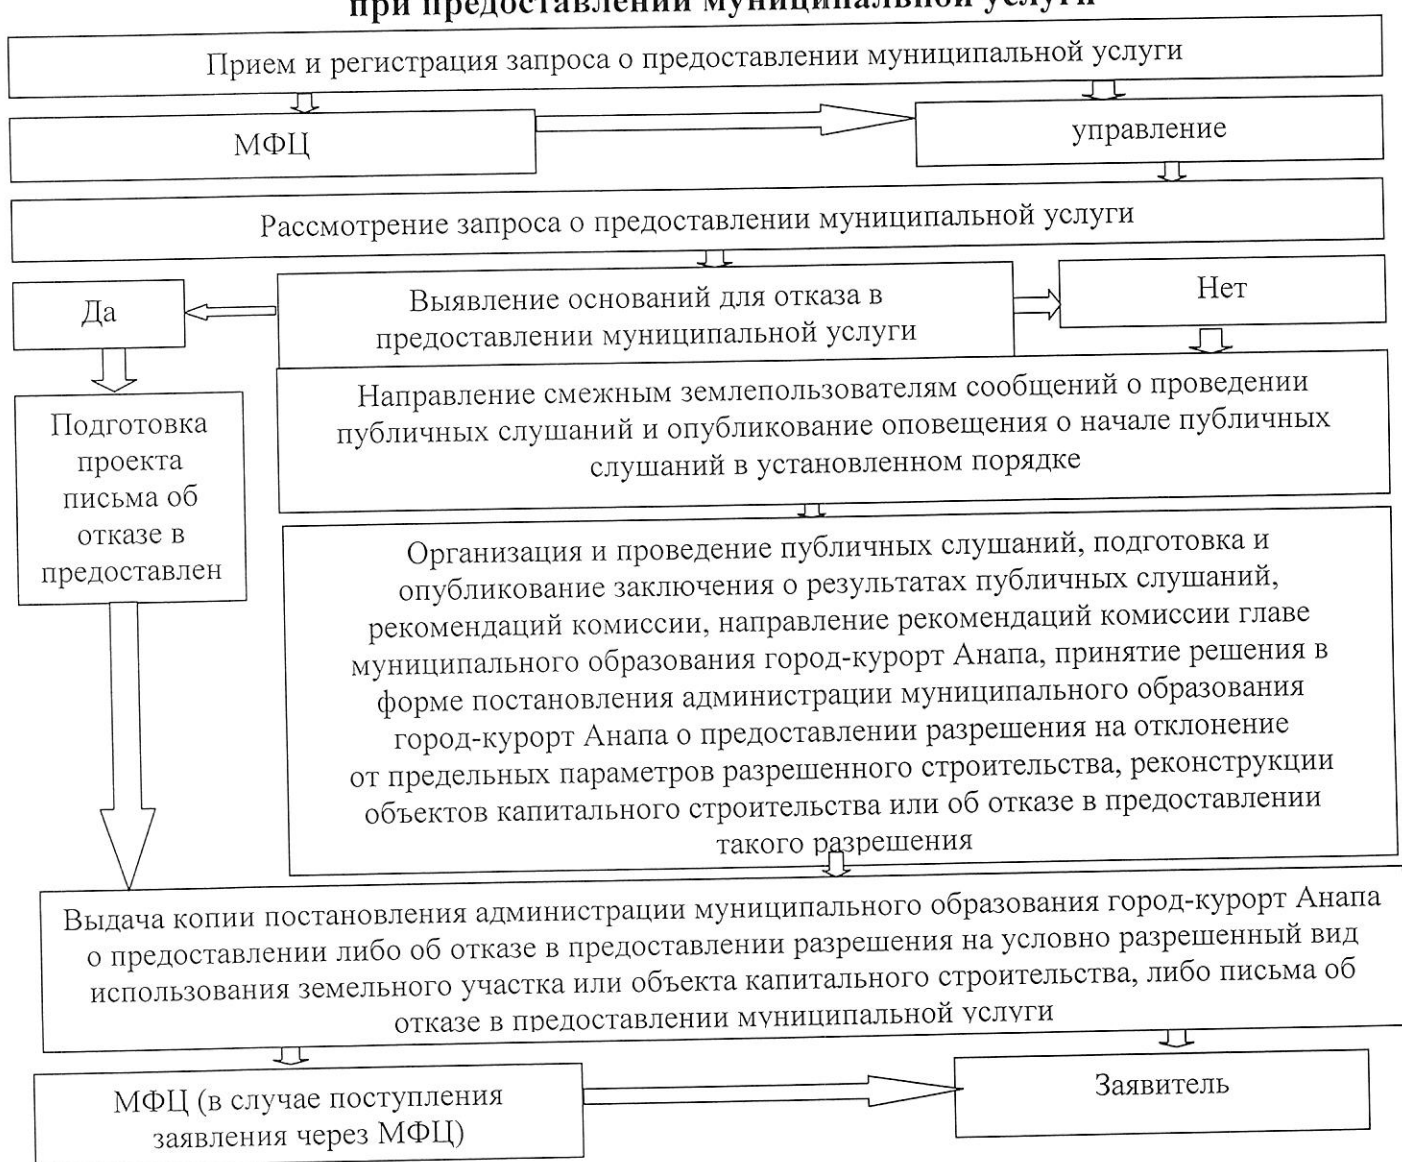 при предоставлении муниципальной услуги
Прием и регистрация запроса о предоставлении муниципальной услуги
МФЦ
управление
Рассмотрение запроса о предоставлении муниципальной услуги
Да
Выявление оснований для отказа в
предоставлении муниципальной услуги
Нет
Подготовка
проекта
письма об
отказе в
предоставлен
Направление смежным землепользователям сообщений о проведении
публичных слушаний и опубликование оповещения о начале публичных
слушаний в установленном порядке
Организация и проведение публичных слушаний, подготовка и
опубликование заключения о результатах публичных слушаний,
рекомендаций комиссии, направление рекомендаций комиссии главе
муниципального образования город-курорт Анапа, принятие решения в
форме постановления администрации муниципального образования
город-курорт Анапа о предоставлении разрешения на отклонение
от предельных параметров разрешенного строительства, реконструкции
объектов капитального строительства или об отказе в предоставлении
такого разрешения
Выдача копии постановления администрации муниципального образования город-курорт Анапа
о предоставлении либо об отказе в предоставлении разрешения на условно разрешенный вид
использования земельного участка или объекта капитального строительства, либо письма об
отказе в предоставлении муниципальной услуги
МФЦ (в случае поступления
заявления через МФЦ)
Заявитель